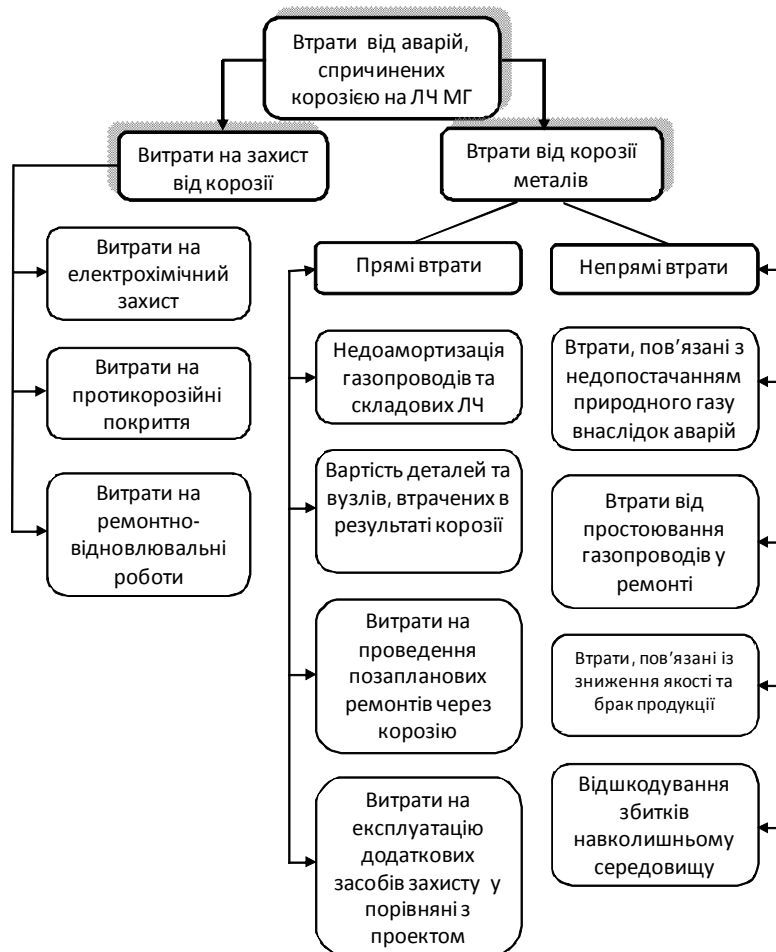 Втрати від аварій,
спричинених
корозією на ЛЧ МГ
Витрати на захист
від корозії
Втрати від корозії
металів
Витрати на
електрохімічний
захист
Витрати на
протикорозійні
покриття
Витрати на
ремонтно-
відновлювальні
роботи
Прямі втрати
Недоамортизація
газопроводів та
складових ЛЧ
Вартість деталей та
вузлів, втрачених в
результаті корозії
Витрати на
проведення
позапланових
ремонтів через
корозію
Витрати на
експлуатацію
додаткових
засобів захисту у
порівняні з
проектом
Непрямі втрати
Втрати, пов’язані з
недопостачанням
природного газу
внаслідок аварій
Втрати від
простоювання
газопроводів у
ремонті
Втрати, пов’язані із
зниження якості та
брак продукції
Відшкодування
збитків
навколишньому
середовищу